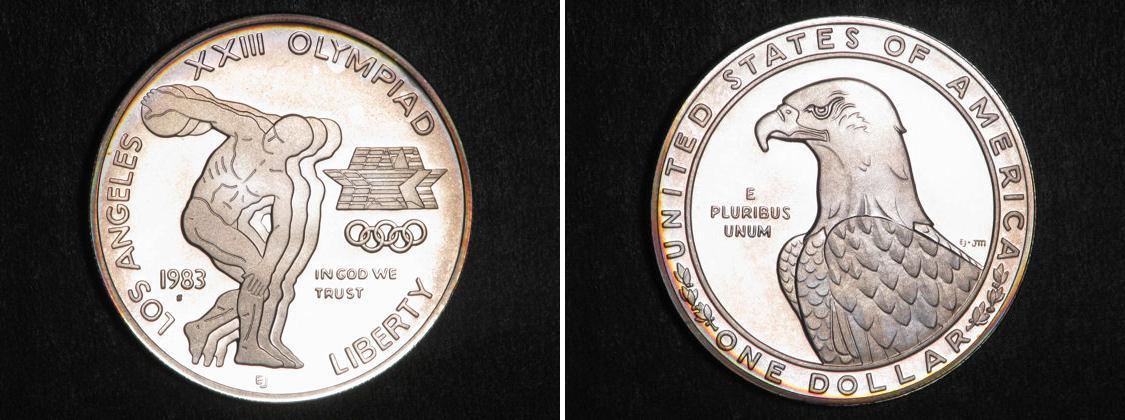 XXIII OLYMPIAD
LOS ANGELES
1983
S
IN GOD WE
TRUST
LIBERTY
EJ
UNITED STATES OF AMERICA
E
PLURIBUS
UNUM
EJ·JM
ONE DOLLAR